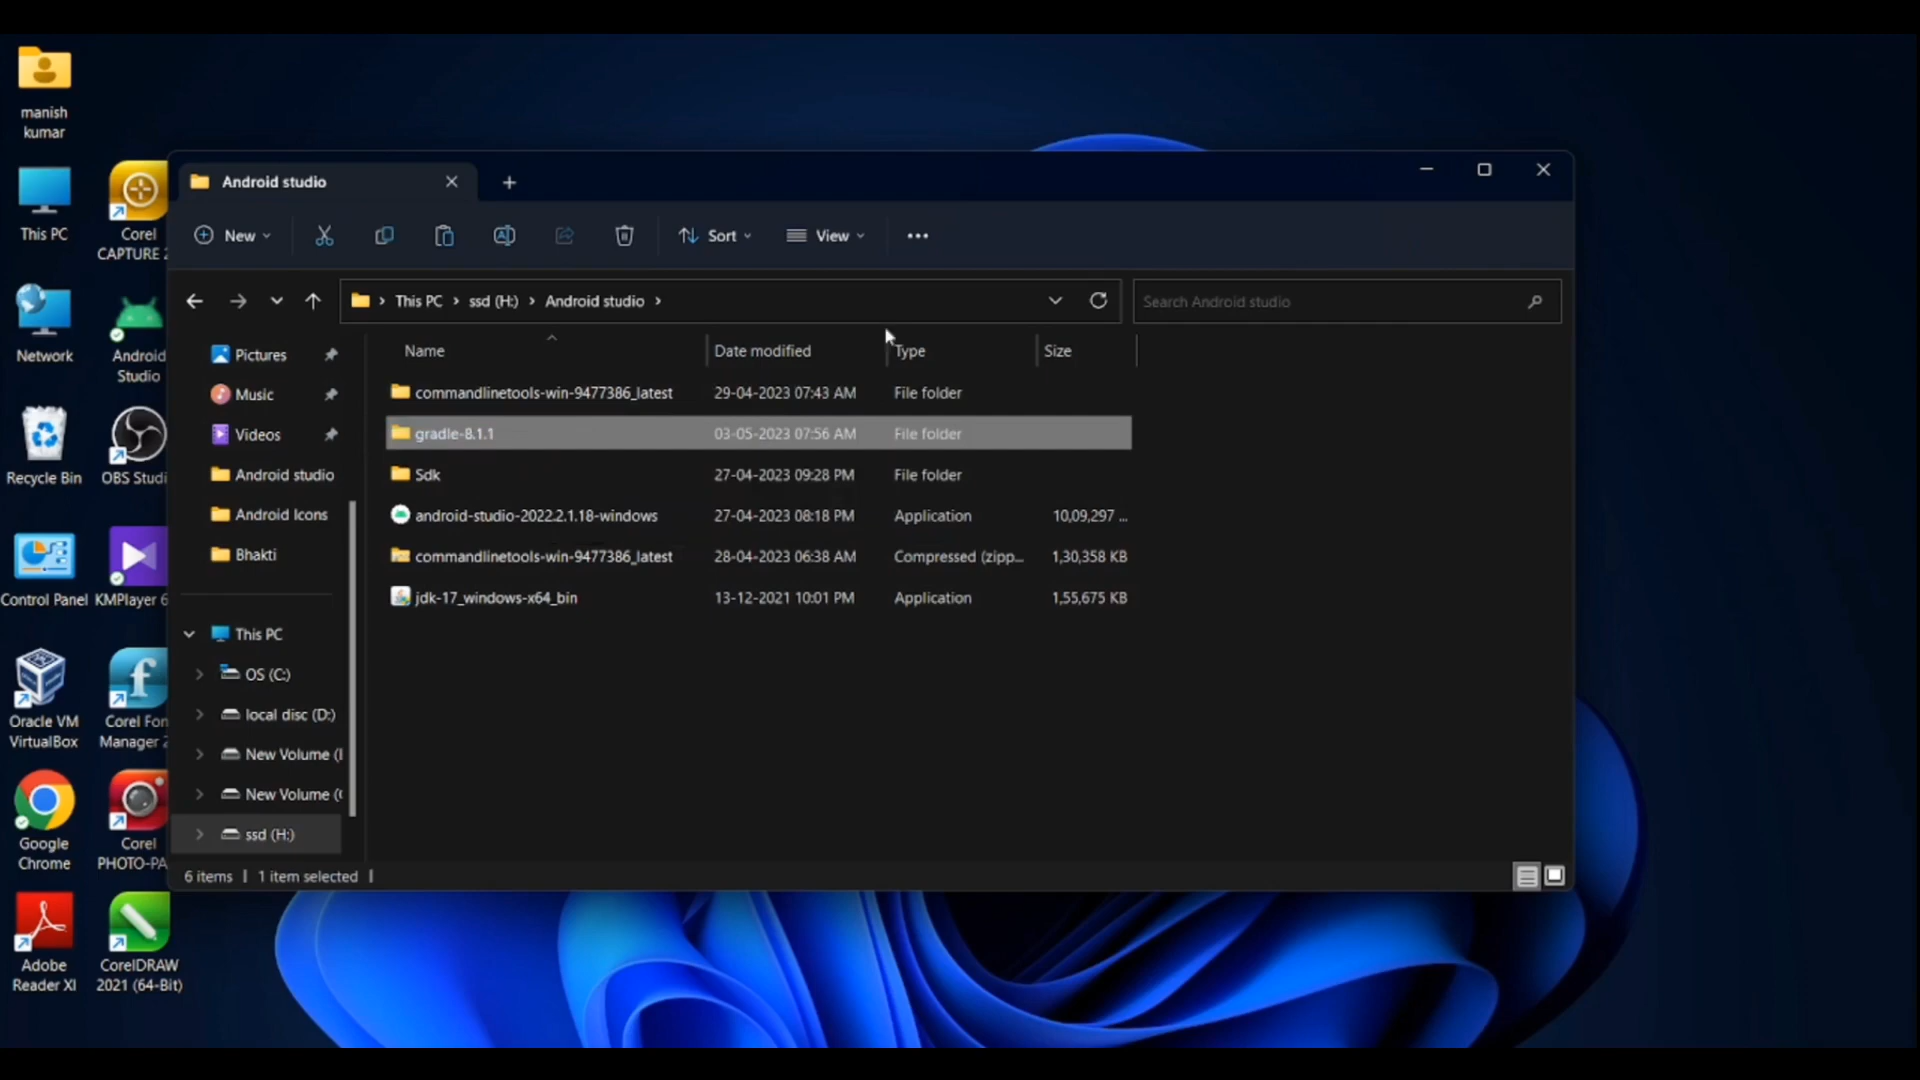 manish
kumar
This PC
Corel
CAPTURE 2
Network
Android
Studio
Recycle Bin
OBS Studi
Control Panel
KMPlayer 6
Oracle VM
VirtualBox
Corel Fon
Manager 2
Google
Chrome
Corel
PHOTO-PA
Adobe
Reader XI
CorelDRAW
2021 (64-Bit)
Android studio
New
Sort
View
This PC > ssd (H:) > Android studio >
Search Android studio
Pictures
Music
Videos
Android studio
Android Icons
Bhakti
This PC
OS (C:)
local disc (D:)
New Volume (
New Volume (
ssd (H:)
Name Date modified Type Size
commandlinetools-win-9477386_latest 29-04-2023 07:43 AM File folder
gradle-8.1.1 03-05-2023 07:56 AM File folder
Sdk 27-04-2023 09:28 PM File folder
android-studio-2022.2.1.18-windows 27-04-2023 08:18 PM Application 10,09,297 ...
commandlinetools-win-9477386_latest 28-04-2023 06:38 AM Compressed (zipp... 1,30,358 KB
jdk-17_windows-x64_bin 13-12-2021 10:01 PM Application 1,55,675 KB
6 items | 1 item selected |